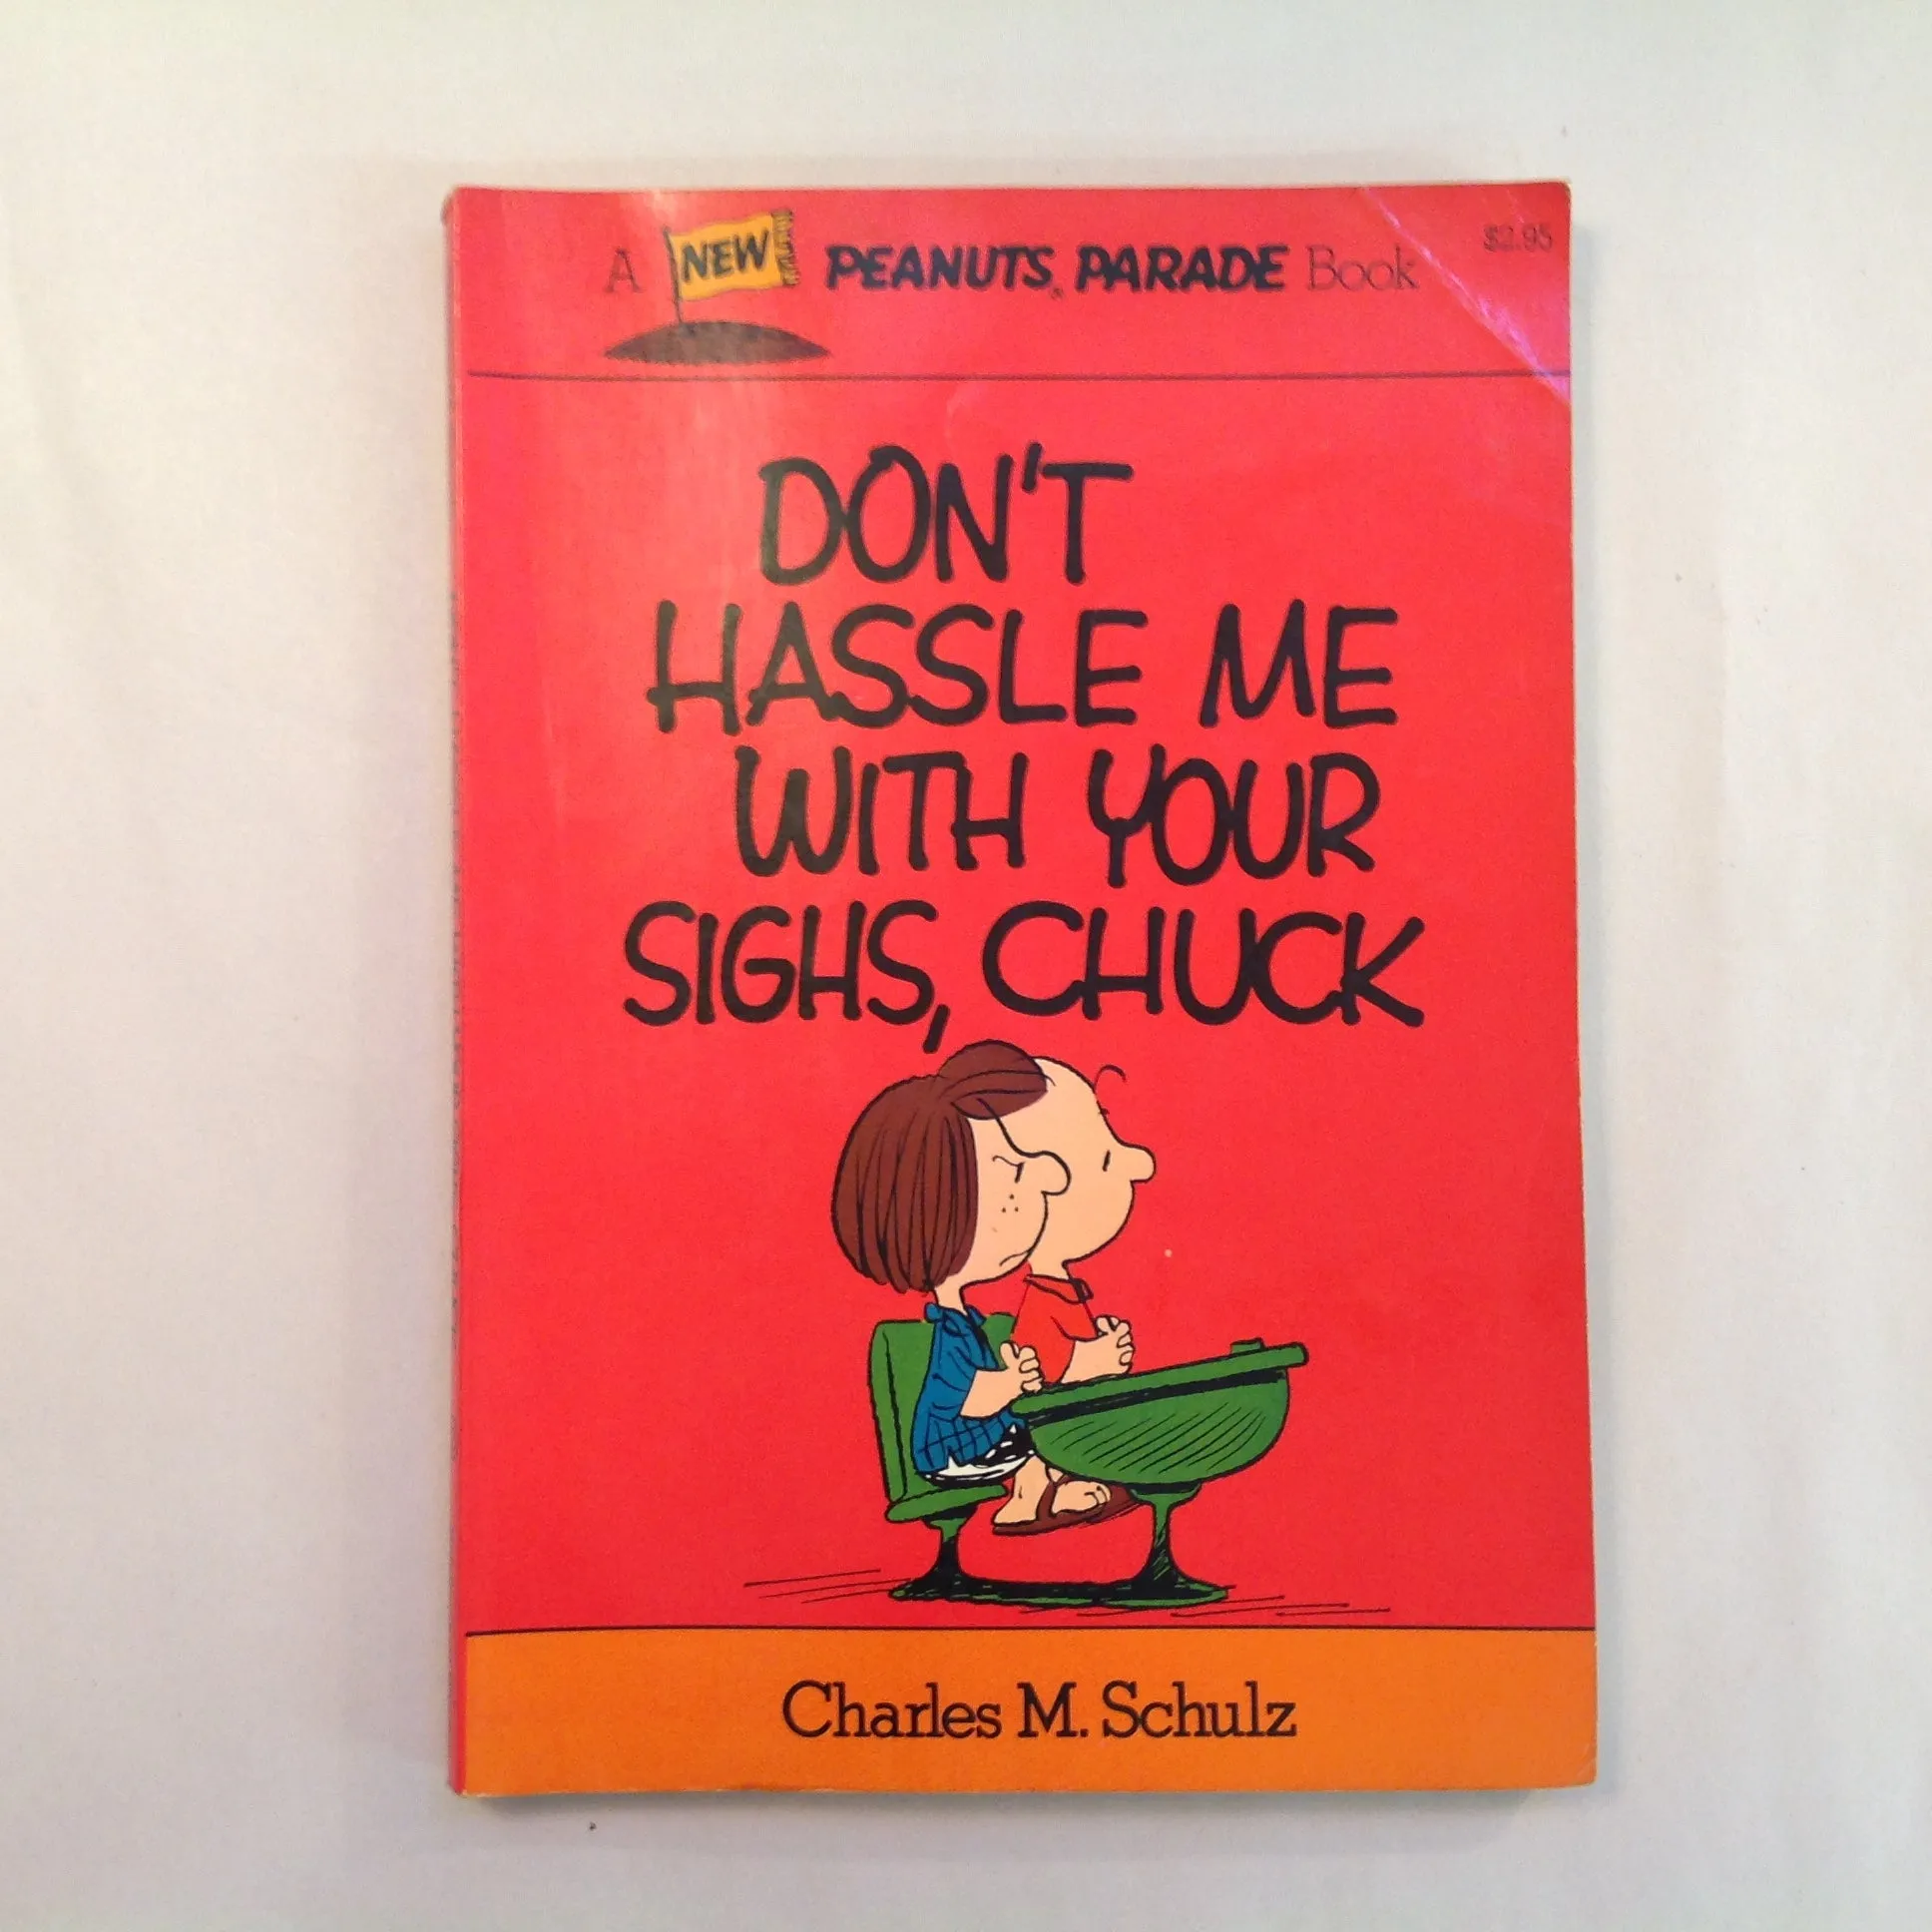 $2.95
A NEW PEANUTS PARADE Book
DON'T
HASSLE ME
WITH YOUR
SIGHS, CHUCK
Charles M. Schulz